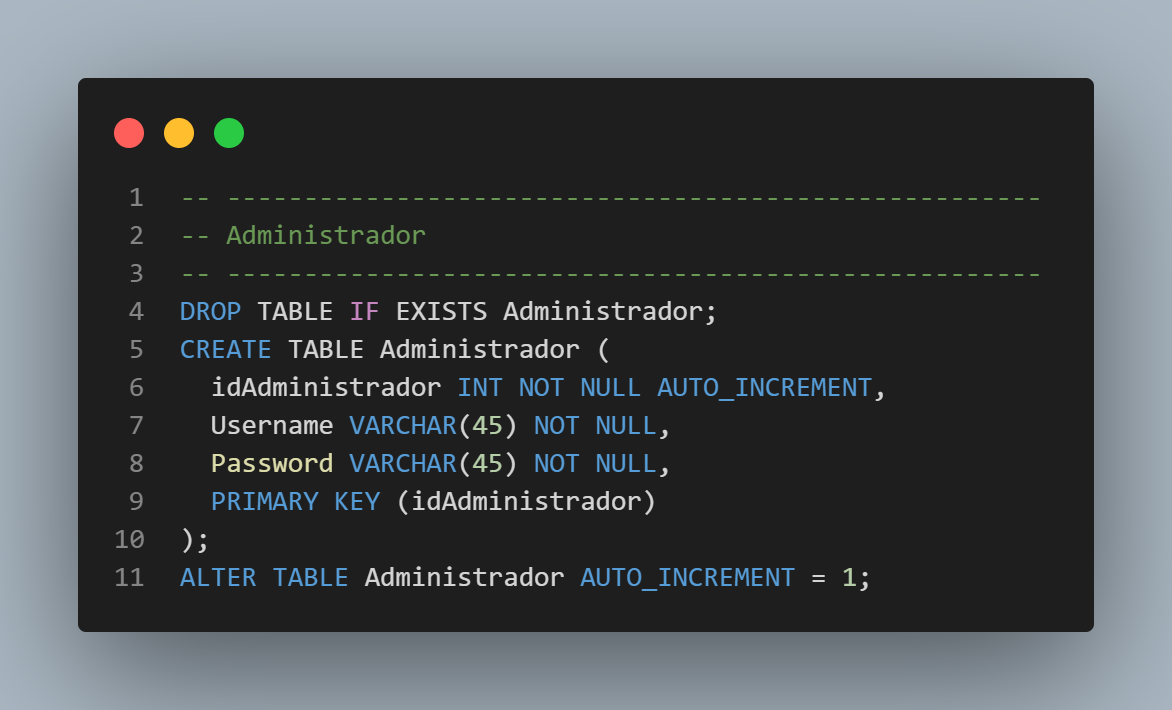 1 -- -----------------------------------------------------
2 -- Administrador
3 -- -----------------------------------------------------
4 DROP TABLE IF EXISTS Administrador;
5 CREATE TABLE Administrador (
6   idAdministrador INT NOT NULL AUTO_INCREMENT,
7   Username VARCHAR(45) NOT NULL,
8   Password VARCHAR(45) NOT NULL,
9   PRIMARY KEY (idAdministrador)
10 );
11 ALTER TABLE Administrador AUTO_INCREMENT = 1;